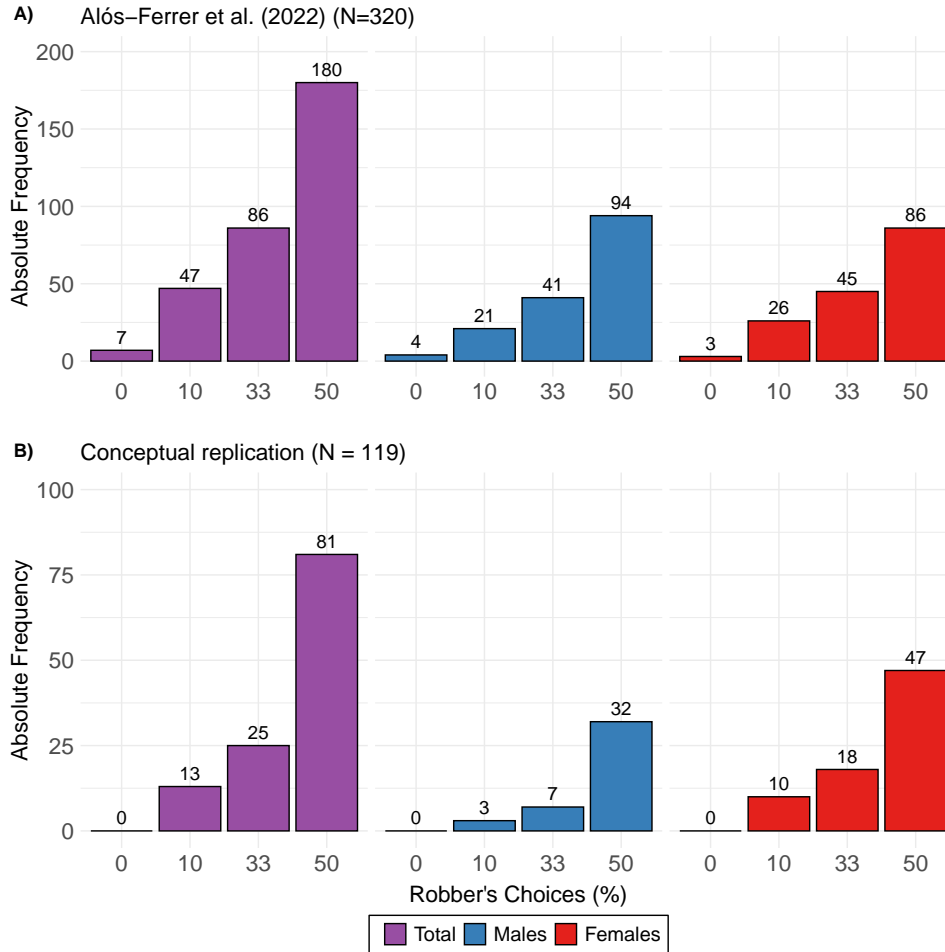 A) Alós−Ferrer et al. (2022) (N=320)
Absolute Frequency
200
150
100
50
0
7 47 86 180
4 21 41 94
3 26 45 86
0 10 33 50 0 10 33 50 0 10 33 50
B) Conceptual replication (N = 119)
Absolute Frequency
100
75
50
25
0
0 13 25 81
0 3 7 32
0 10 18 47
0 10 33 50 0 10 33 50 0 10 33 50
Robber's Choices (%)
Total Males Females